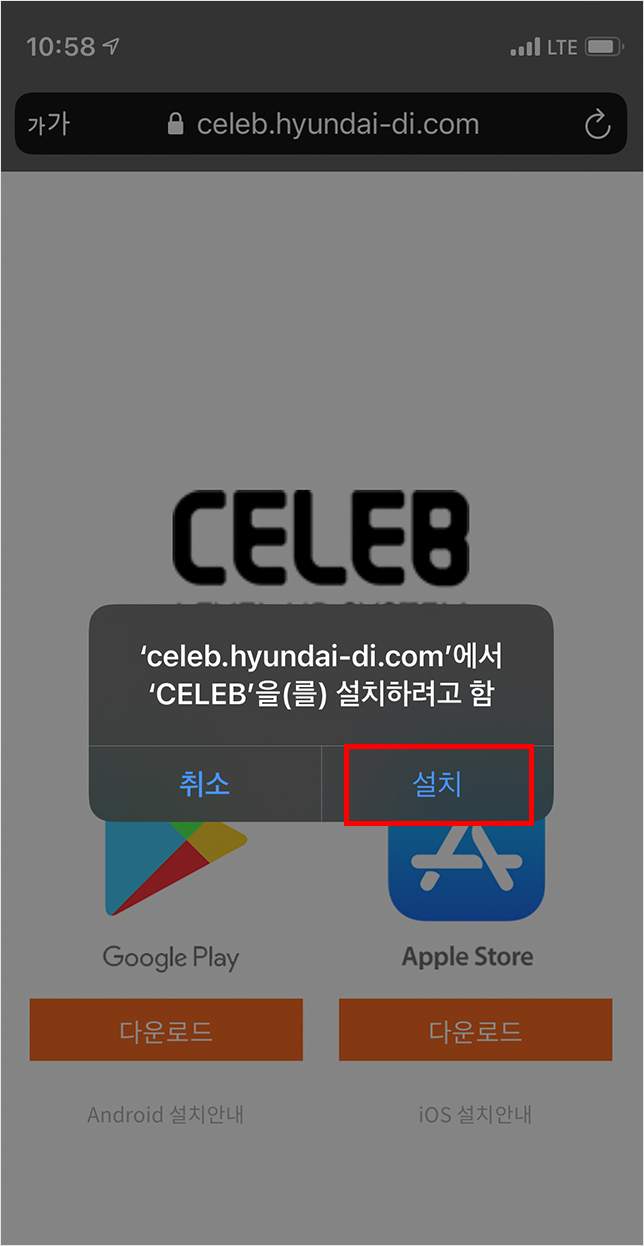 10:58 LTE
가가 celeb.hyundai-di.com
CELEB
'celeb.hyundai-di.com'에서
'CELEB'을(를) 설치하려고 함
취소 설치
Google Play Apple Store
다운로드 다운로드
Android 설치안내 iOS 설치안내